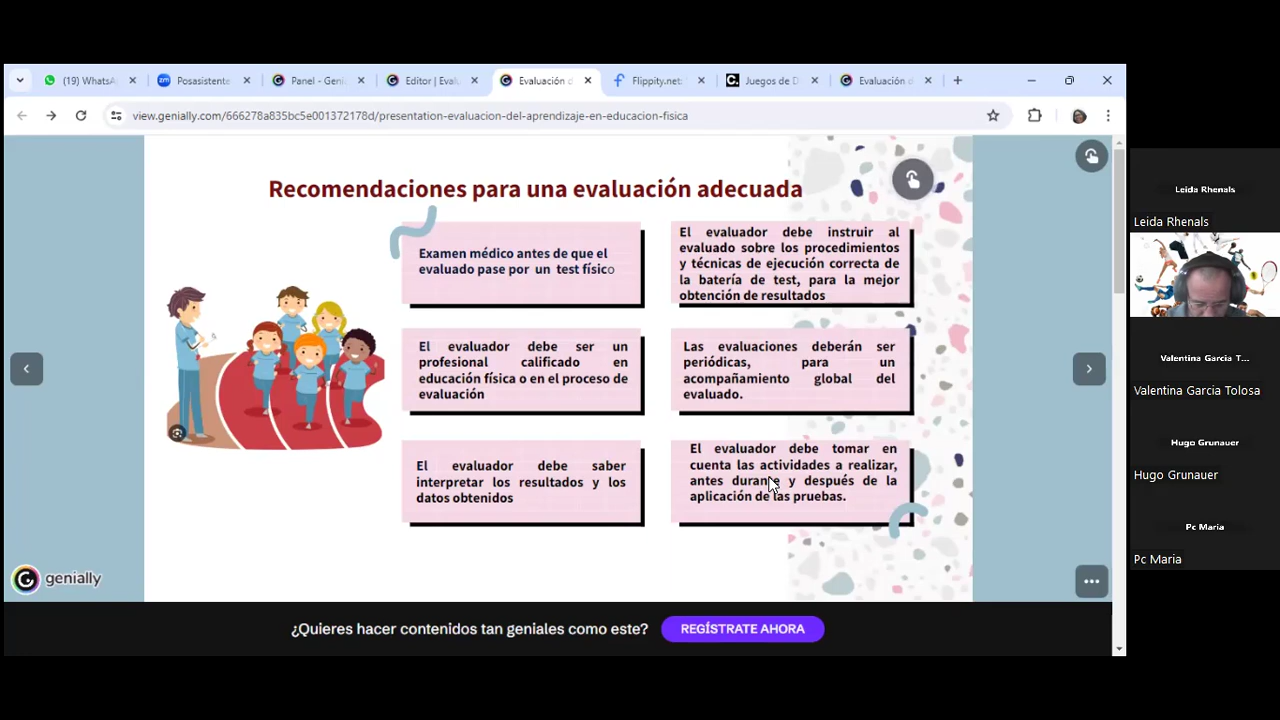 (19) WhatsA
Posasistente
Panel - Geni
Editor | Eval
Evaluación d
Flippity.net:
Juegos de D
Evaluación d
view.genially.com/666278a835bc5e001372178d/presentation-evaluacion-del-aprendizaje-en-educacion-fisica
Recomendaciones para una evaluación adecuada
Examen médico antes de que el
evaluado pase por un test físico
El evaluador debe instruir al
evaluado sobre los procedimientos
y técnicas de ejecución correcta de
la batería de test, para la mejor
obtención de resultados
El evaluador debe ser un
profesional calificado en
educación física o en el proceso de
evaluación
Las evaluaciones deberán ser
periódicas, para un
acompañamiento global del
evaluado.
El evaluador debe saber
interpretar los resultados y los
datos obtenidos
El evaluador debe tomar en
cuenta las actividades a realizar,
antes durante y después de la
aplicación de las pruebas.
genially
¿Quieres hacer contenidos tan geniales como este?
REGÍSTRATE AHORA
Leida Rhenals
Leida Rhenals
Valentina Garcia T...
Valentina Garcia Tolosa
Hugo Grunauer
Hugo Grunauer
Pc Maria
Pc Maria